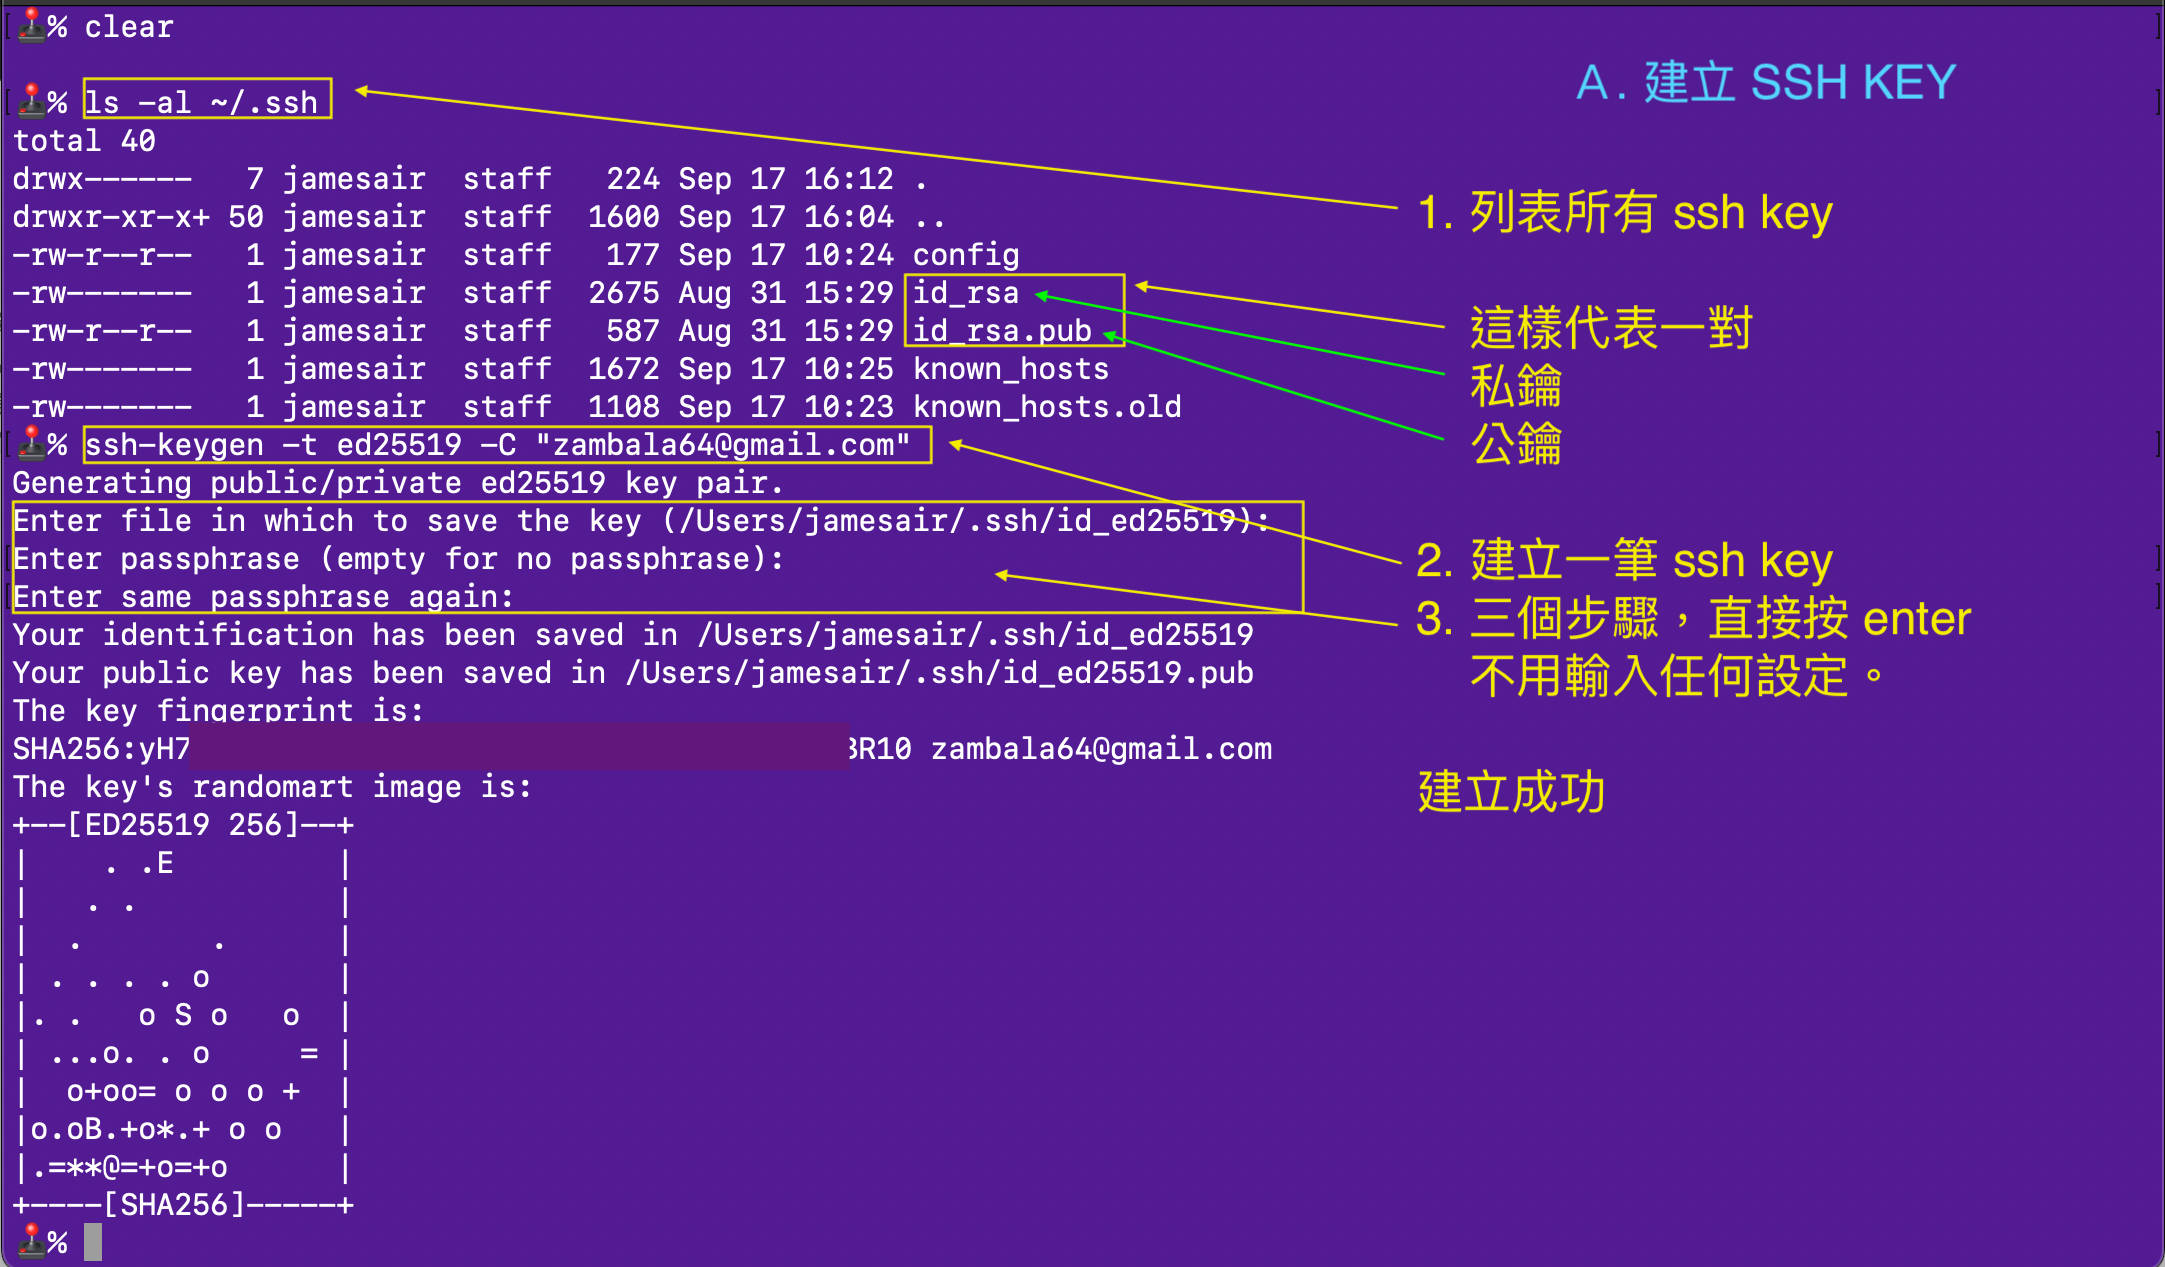 % clear
A. 建立 SSH KEY
% ls -al ~/.ssh
total 40
drwx------   7 jamesair  staff   224 Sep 17 16:12 .
drwxr-xr-x+ 50 jamesair  staff  1600 Sep 17 16:04 ..
-rw-r--r--   1 jamesair  staff   177 Sep 17 10:24 config
-rw-------   1 jamesair  staff  2675 Aug 31 15:29 id_rsa
-rw-r--r--   1 jamesair  staff   587 Aug 31 15:29 id_rsa.pub
-rw-------   1 jamesair  staff  1672 Sep 17 10:25 known_hosts
-rw-------   1 jamesair  staff  1108 Sep 17 10:23 known_hosts.old
% ssh-keygen -t ed25519 -C "zambala64@gmail.com"
Generating public/private ed25519 key pair.
Enter file in which to save the key (/Users/jamesair/.ssh/id_ed25519):
Enter passphrase (empty for no passphrase):
Enter same passphrase again:
Your identification has been saved in /Users/jamesair/.ssh/id_ed25519
Your public key has been saved in /Users/jamesair/.ssh/id_ed25519.pub
The key fingerprint is:
SHA256:yH7 BR10 zambala64@gmail.com
The key's randomart image is:
+--[ED25519 256]--+
|    . .E         |
|   . .           |
|  .       .      |
| . . . . o       |
|. .   o S o   o  |
| ...o. . o     = |
|  o+oo= o o o +  |
|o.oB.+o*.+ o o   |
|.=**@=+o=+o      |
+----[SHA256]-----+
%
1. 列表所有 ssh key
這樣代表一對
私鑰
公鑰
2. 建立一筆 ssh key
3. 三個步驟，直接按 enter
不用輸入任何設定。
建立成功